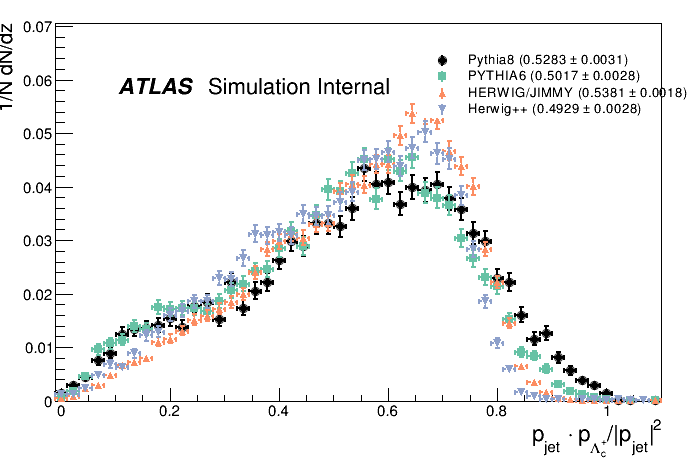 0.07
0.06
0.05
0.04
0.03
0.02
0.01
0
1/N dN/dz
ATLAS Simulation Internal
Pythia8 (0.5283 ± 0.0031)
PYTHIA6 (0.5017 ± 0.0028)
HERWIG/JIMMY (0.5381 ± 0.0018)
Herwig++ (0.4929 ± 0.0028)
0 0.2 0.4 0.6 0.8 1
p_jet · p_Λc+/|p_jet|²